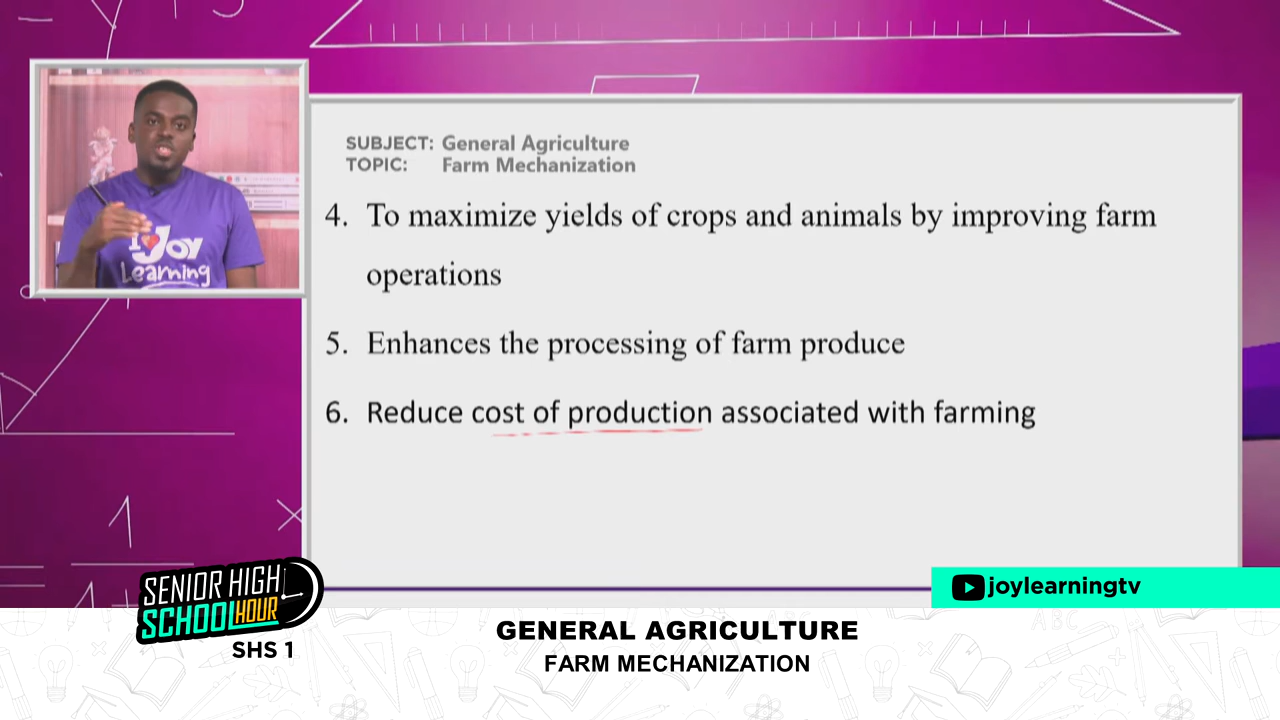 SUBJECT: General Agriculture
TOPIC: Farm Mechanization
4. To maximize yields of crops and animals by improving farm
operations
5. Enhances the processing of farm produce
6. Reduce cost of production associated with farming
I JOY
Learning
SENIOR HIGH
SCHOOL HOUR
SHS 1
joylearningtv
GENERAL AGRICULTURE
FARM MECHANIZATION